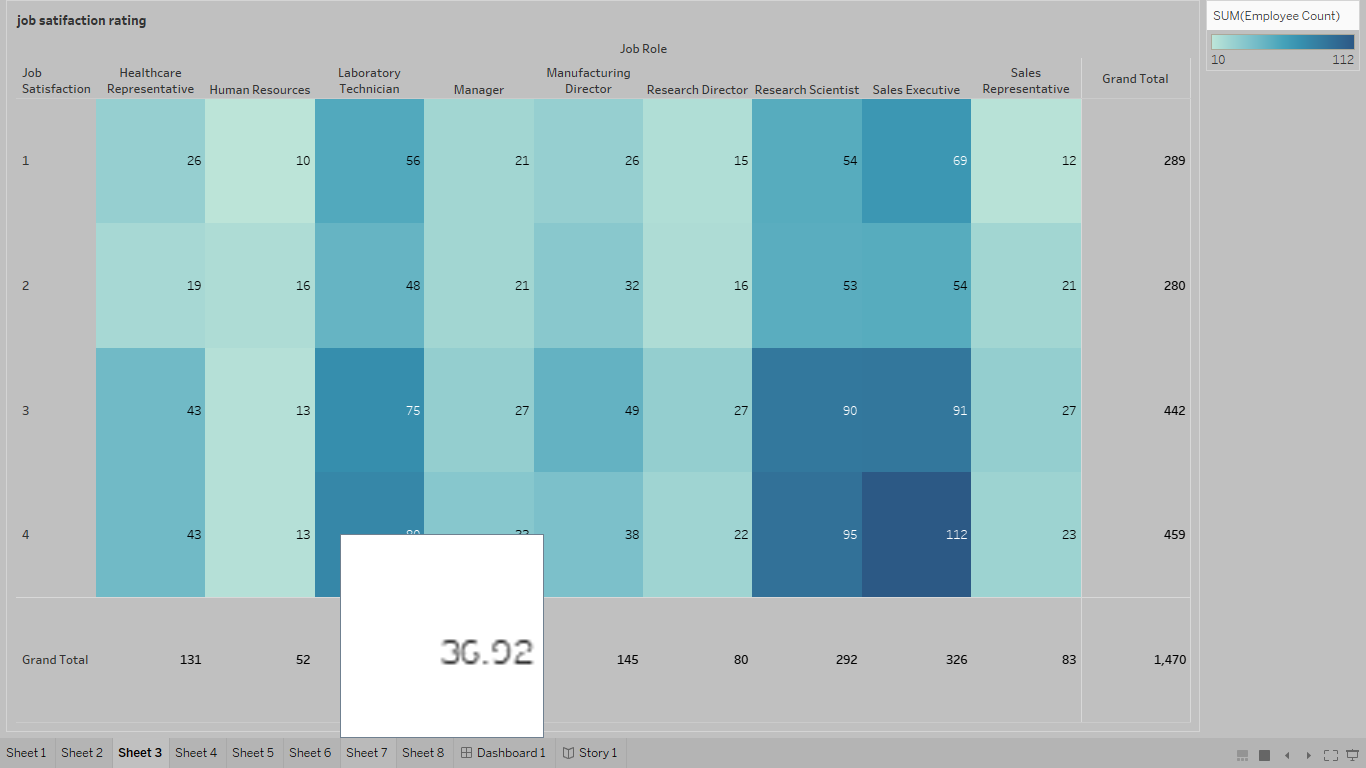 job satifaction rating
SUM(Employee Count)
10 112
Job Role
Job Satisfaction Healthcare Representative Human Resources Laboratory Technician Manager Manufacturing Director Research Director Research Scientist Sales Executive Sales Representative Grand Total
1 26 10 56 21 26 15 54 69 12 289
2 19 16 48 21 32 16 53 54 21 280
3 43 13 75 27 49 27 90 91 27 442
4 43 13 38 22 95 112 23 459
36.92
Grand Total 131 52 145 80 292 326 83 1,470
Sheet 1 Sheet 2 Sheet 3 Sheet 4 Sheet 5 Sheet 6 Sheet 7 Sheet 8 Dashboard 1 Story 1